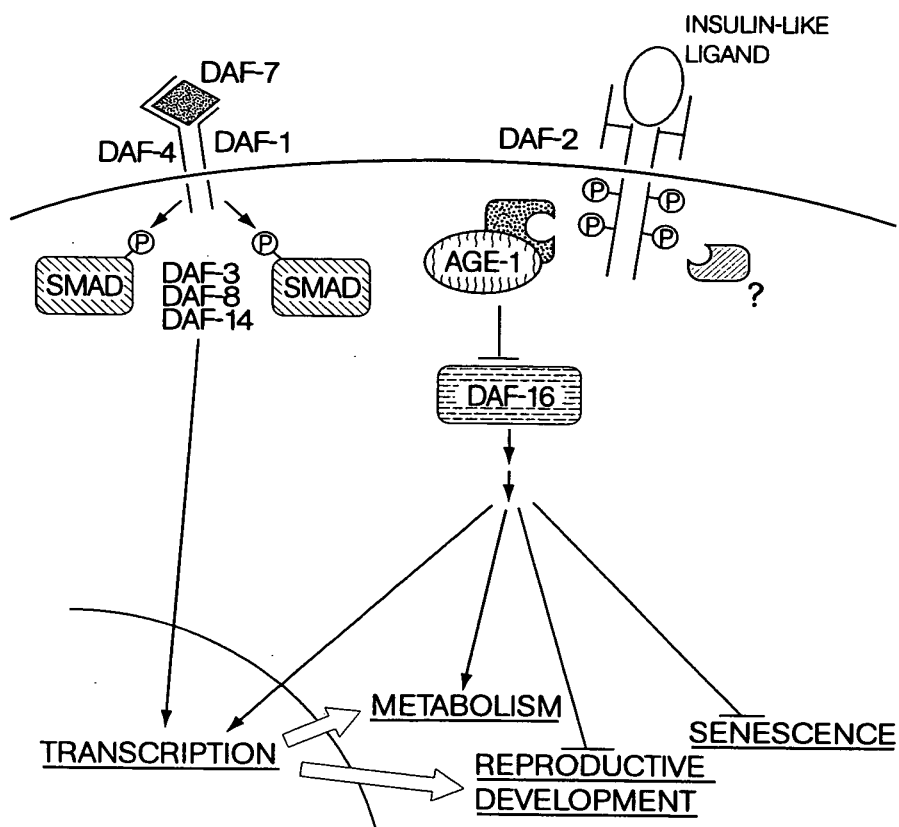 INSULIN-LIKE
LIGAND
DAF-7
DAF-4
DAF-1
DAF-2
P
P
P
P
P
P
AGE-1
SMAD
DAF-3
DAF-8
DAF-14
SMAD
?
DAF-16
METABOLISM
TRANSCRIPTION
SENESCENCE
REPRODUCTIVE
DEVELOPMENT